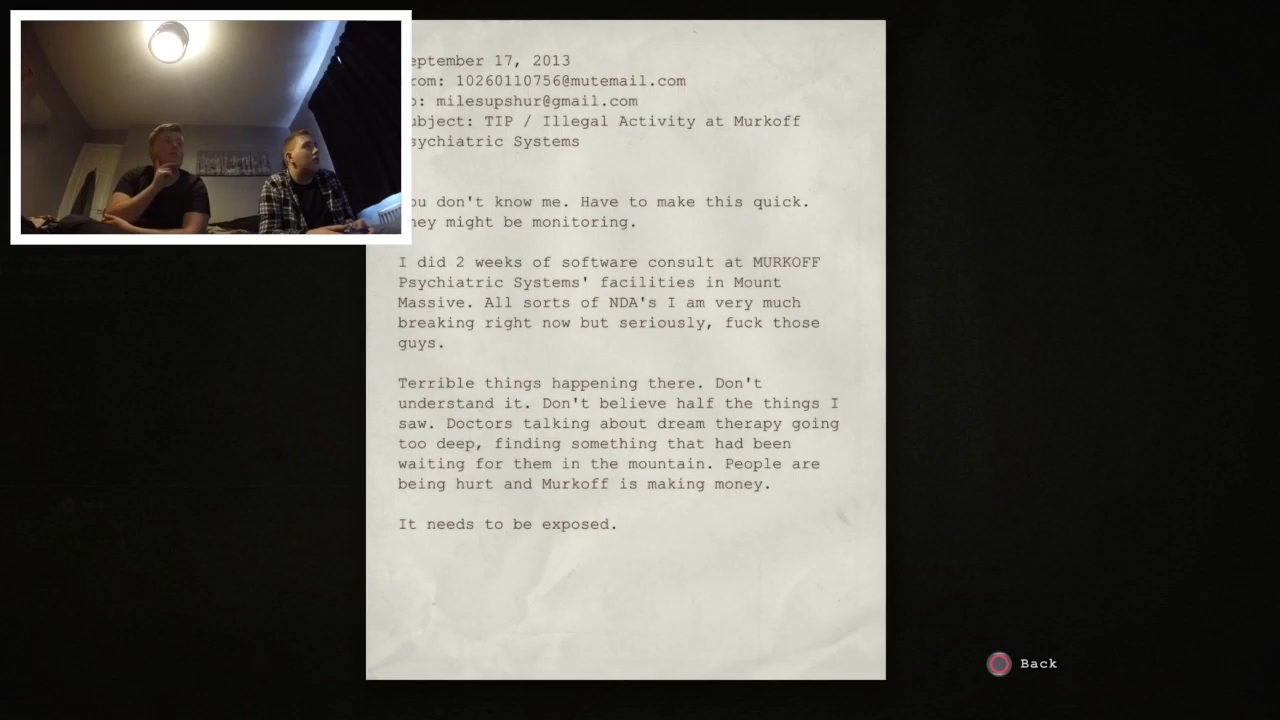 eptember 17, 2013
rom: 10260110756@mutemail.com
o: milesupshur@gmail.com
ubject: TIP / Illegal Activity at Murkoff
sychiatric Systems
ou don't know me. Have to make this quick.
hey might be monitoring.
I did 2 weeks of software consult at MURKOFF
Psychiatric Systems' facilities in Mount
Massive. All sorts of NDA's I am very much
breaking right now but seriously, fuck those
guys.
Terrible things happening there. Don't
understand it. Don't believe half the things I
saw. Doctors talking about dream therapy going
too deep, finding something that had been
waiting for them in the mountain. People are
being hurt and Murkoff is making money.
It needs to be exposed.
Back